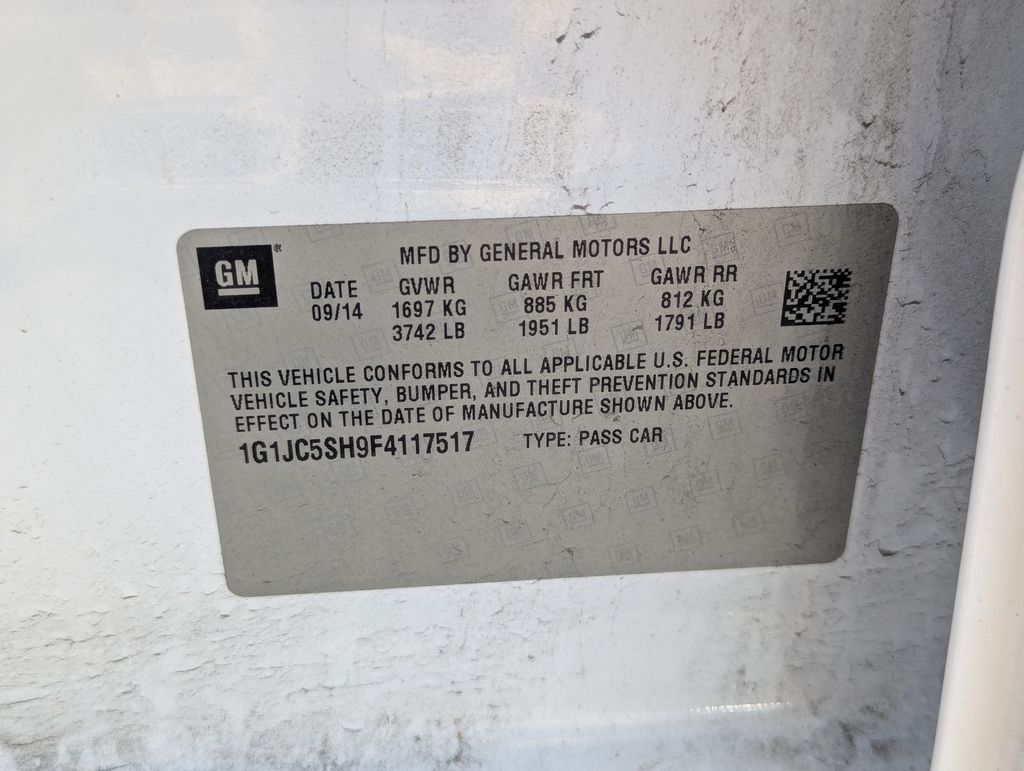 GM®
MFD BY GENERAL MOTORS LLC
DATE GVWR GAWR FRT GAWR RR
09/14 1697 KG 885 KG 812 KG
3742 LB 1951 LB 1791 LB
THIS VEHICLE CONFORMS TO ALL APPLICABLE U.S. FEDERAL MOTOR
VEHICLE SAFETY, BUMPER, AND THEFT PREVENTION STANDARDS IN
EFFECT ON THE DATE OF MANUFACTURE SHOWN ABOVE.
1G1JC5SH9F4117517 TYPE: PASS CAR